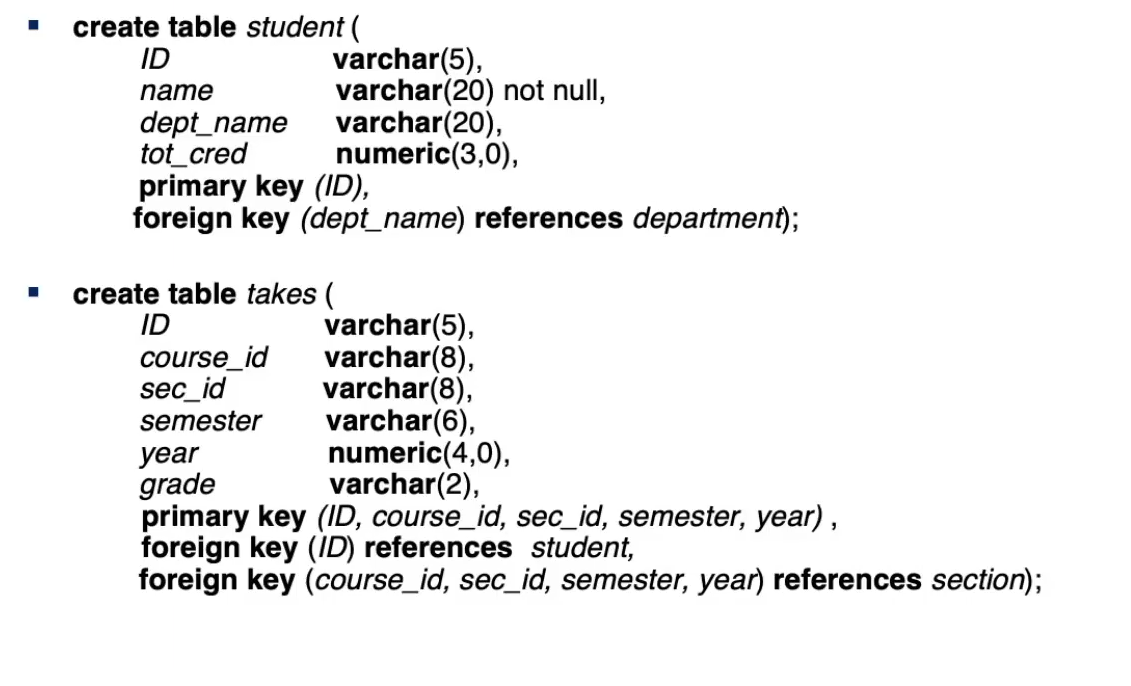 ▪ create table student (
ID varchar(5),
name varchar(20) not null,
dept_name varchar(20),
tot_cred numeric(3,0),
primary key (ID),
foreign key (dept_name) references department);
▪ create table takes (
ID varchar(5),
course_id varchar(8),
sec_id varchar(8),
semester varchar(6),
year numeric(4,0),
grade varchar(2),
primary key (ID, course_id, sec_id, semester, year) ,
foreign key (ID) references student,
foreign key (course_id, sec_id, semester, year) references section);